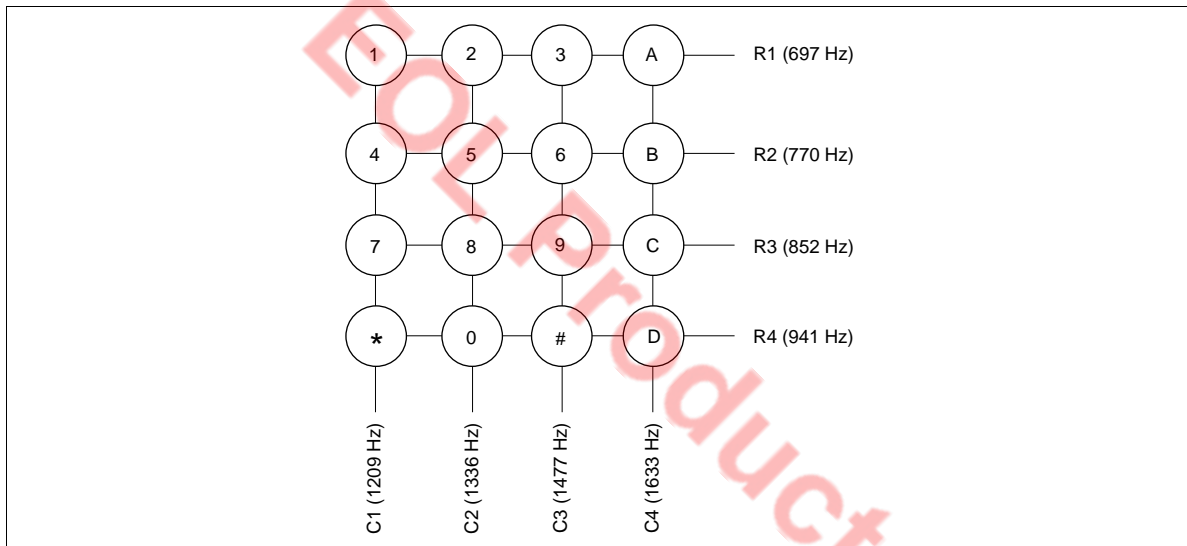 1 2 3 A R1 (697 Hz)
4 5 6 B R2 (770 Hz)
7 8 9 C R3 (852 Hz)
* 0 # D R4 (941 Hz)
C1 (1209 Hz)
C2 (1336 Hz)
C3 (1477 Hz)
C4 (1633 Hz)
EOL Product